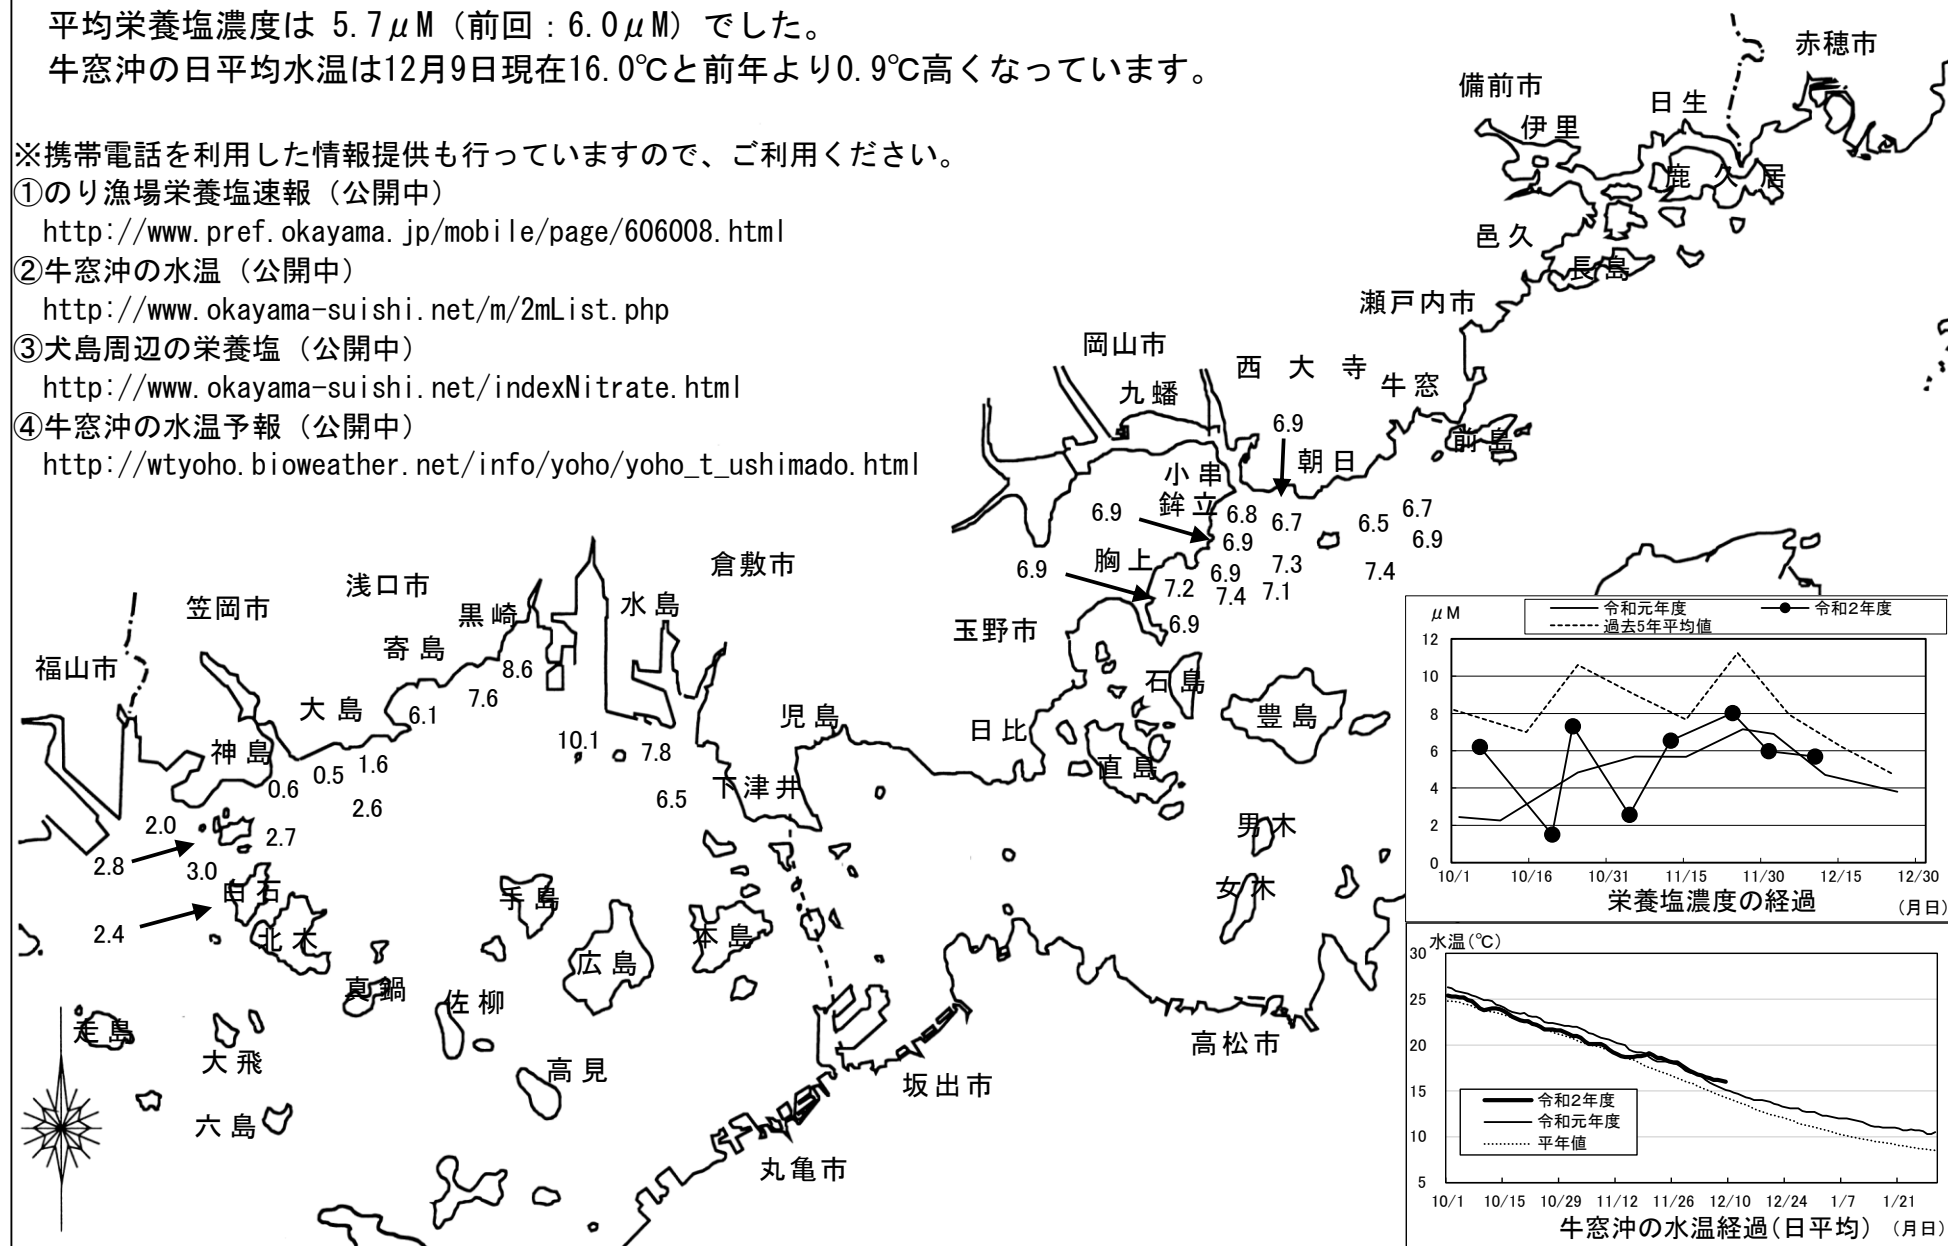 平均栄養塩濃度は 5.7μM（前回：6.0μM）でした。
牛窓沖の日平均水温は12月9日現在16.0℃と前年より0.9℃高くなっています。
※携帯電話を利用した情報提供も行っていますので、ご利用ください。
①のり漁場栄養塩速報（公開中）
http://www.pref.okayama.jp/mobile/page/606008.html
②牛窓沖の水温（公開中）
http://www.okayama-suishi.net/m/2mList.php
③犬島周辺の栄養塩（公開中）
http://www.okayama-suishi.net/indexNitrate.html
④牛窓沖の水温予報（公開中）
http://wtyoho.bioweather.net/info/yoho/yoho_t_ushimado.html
赤穂市
備前市
日生
伊里
鹿久居
邑久
長島
瀬戸内市
岡山市
西大寺
牛窓
九蟠
前島
6.9
朝日
小串
鉾立
6.9
6.8
6.7
6.5
6.7
6.9
6.9
胸上
6.9
6.9
7.3
7.4
7.2
7.4
7.1
6.9
玉野市
石島
豊島
日比
直島
男木
女木
倉敷市
浅口市
笠岡市
福山市
黒崎
水島
寄島
8.6
7.6
6.1
大島
児島
10.1
7.8
神島
1.6
0.5
0.6
下津井
6.5
2.6
2.0
2.7
2.8
3.0
白石
2.4
北木
手島
本島
広島
真鍋
佐柳
走島
大飛
高見
六島
高松市
坂出市
丸亀市
μM
令和元年度
令和2年度
過去5年平均値
12
10
8
6
4
2
0
10/1 10/16 10/31 11/15 11/30 12/15 12/30
栄養塩濃度の経過
（月日）
水温(℃)
30
25
20
15
10
5
令和2年度
令和元年度
平年値
10/1 10/15 10/29 11/12 11/26 12/10 12/24 1/7 1/21
牛窓沖の水温経過(日平均)
（月日）